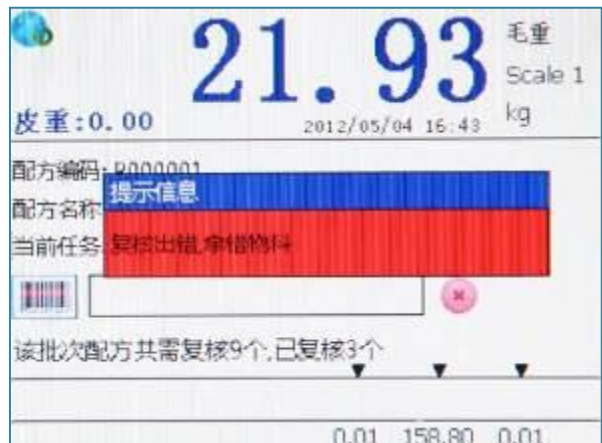 21.93
毛重
Scale 1
kg
皮重:0.00
2012/05/04 16:43
配方编码: R000001
提示信息
配方名称
当前任务:复核出错,拿错物料
该批次配方共需复核9个,已复核3个
0.01 158.80 0.01